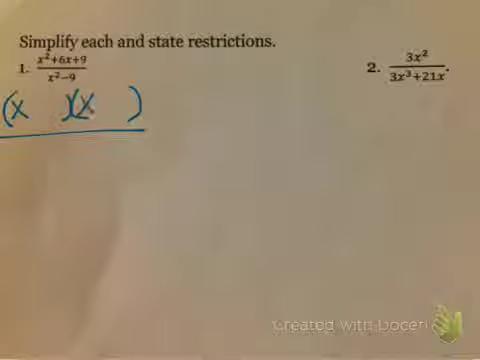 Simplify each and state restrictions.
1. x²+6x+9 / x²−9
2. 3x² / 3x³+21x.
(x )(x )
Created with Doceri